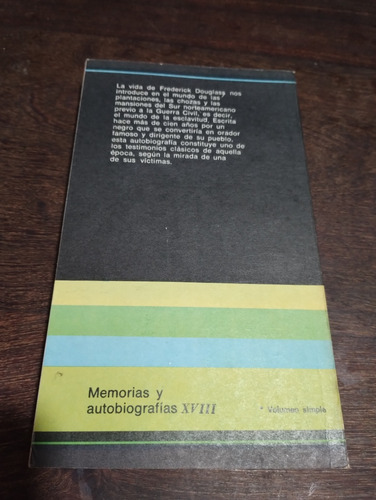 La vida de Frederick Douglass nos
introduce en el mundo de las
plantaciones, las chozas y las
mansiones del Sur norteamericano
previo a la Guerra Civil, es decir,
el mundo de la esclavitud. Escrita
hace más de cien años por un
negro que se convertiría en orador
famoso y dirigente de su pueblo,
esta autobiografía constituye uno de
los testimonios clásicos de aquella
época, según la mirada de una
de sus víctimas.
Memorias y
autobiografías XVIII
Volumen simple